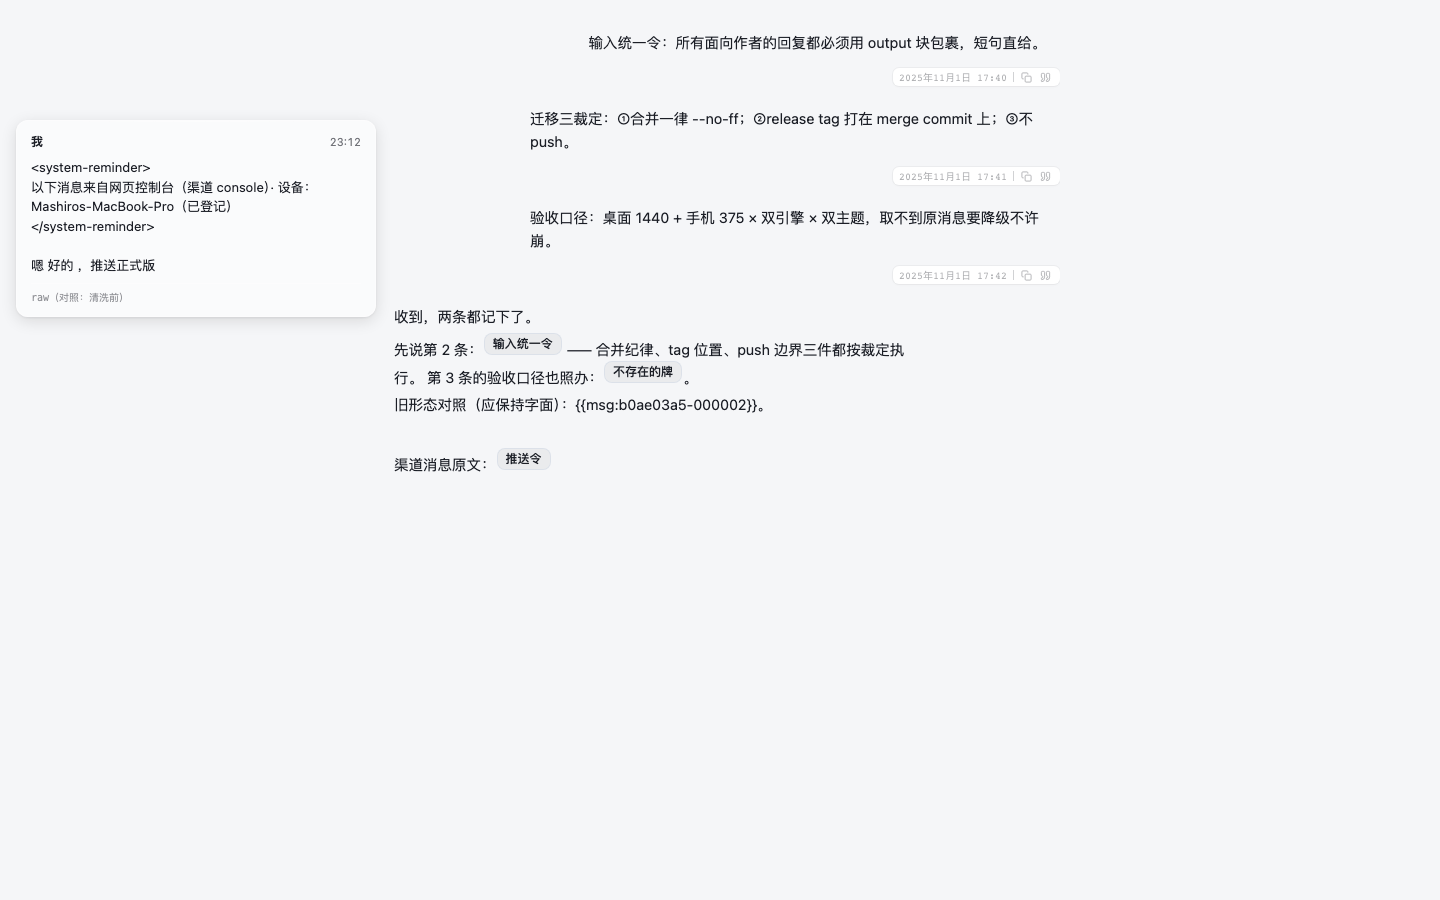 输入统一令：所有面向作者的回复都必须用 output 块包裹，短句直给。
2025年11月1日 17:40
迁移三裁定：①合并一律 --no-ff；②release tag 打在 merge commit 上；③不
push。
2025年11月1日 17:41
验收口径：桌面 1440 + 手机 375 × 双引擎 × 双主题，取不到原消息要降级不许
崩。
2025年11月1日 17:42
我 23:12
<system-reminder>
以下消息来自网页控制台（渠道 console）· 设备：
Mashiros-MacBook-Pro（已登记）
</system-reminder>
嗯 好的 ，推送正式版
raw（对照：清洗前）
收到，两条都记下了。
先说第 2 条： 输入统一令 —— 合并纪律、tag 位置、push 边界三件都按裁定执
行。 第 3 条的验收口径也照办： 不存在的牌 。
旧形态对照（应保持字面）：{{msg:b0ae03a5-000002}}。
渠道消息原文： 推送令